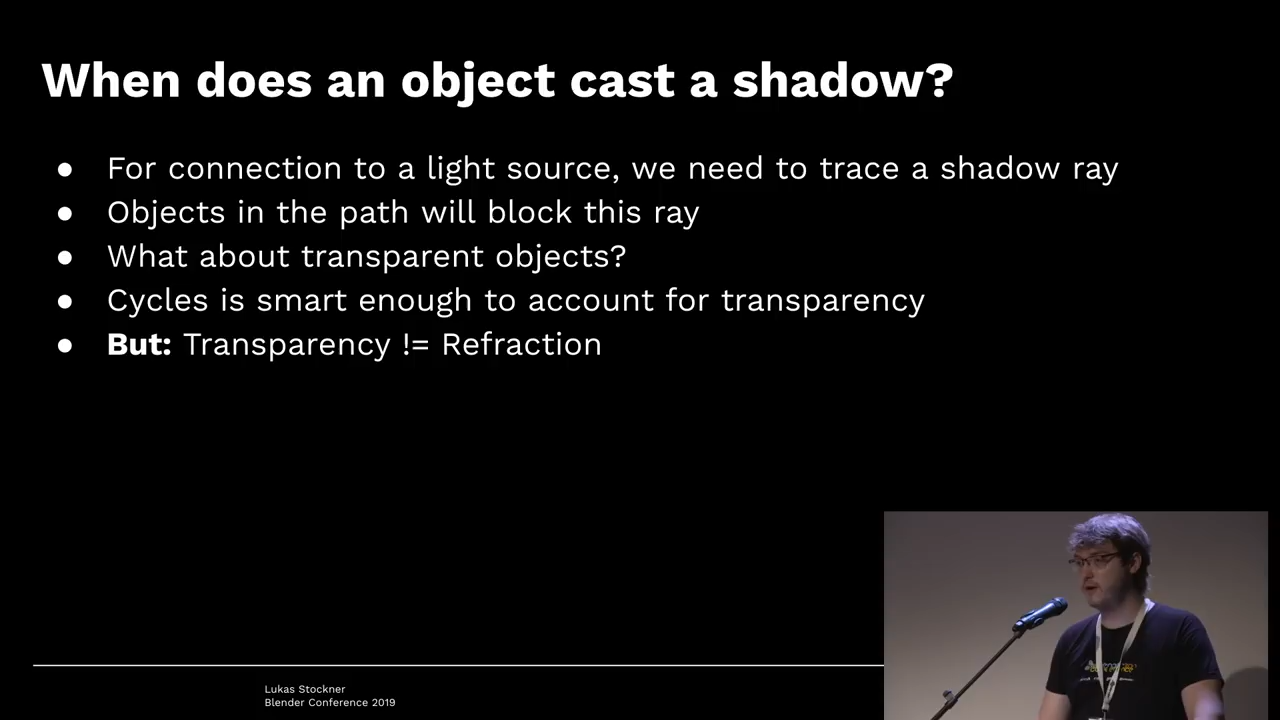 When does an object cast a shadow?
● For connection to a light source, we need to trace a shadow ray
● Objects in the path will block this ray
● What about transparent objects?
● Cycles is smart enough to account for transparency
● But: Transparency != Refraction
Lukas Stockner
Blender Conference 2019